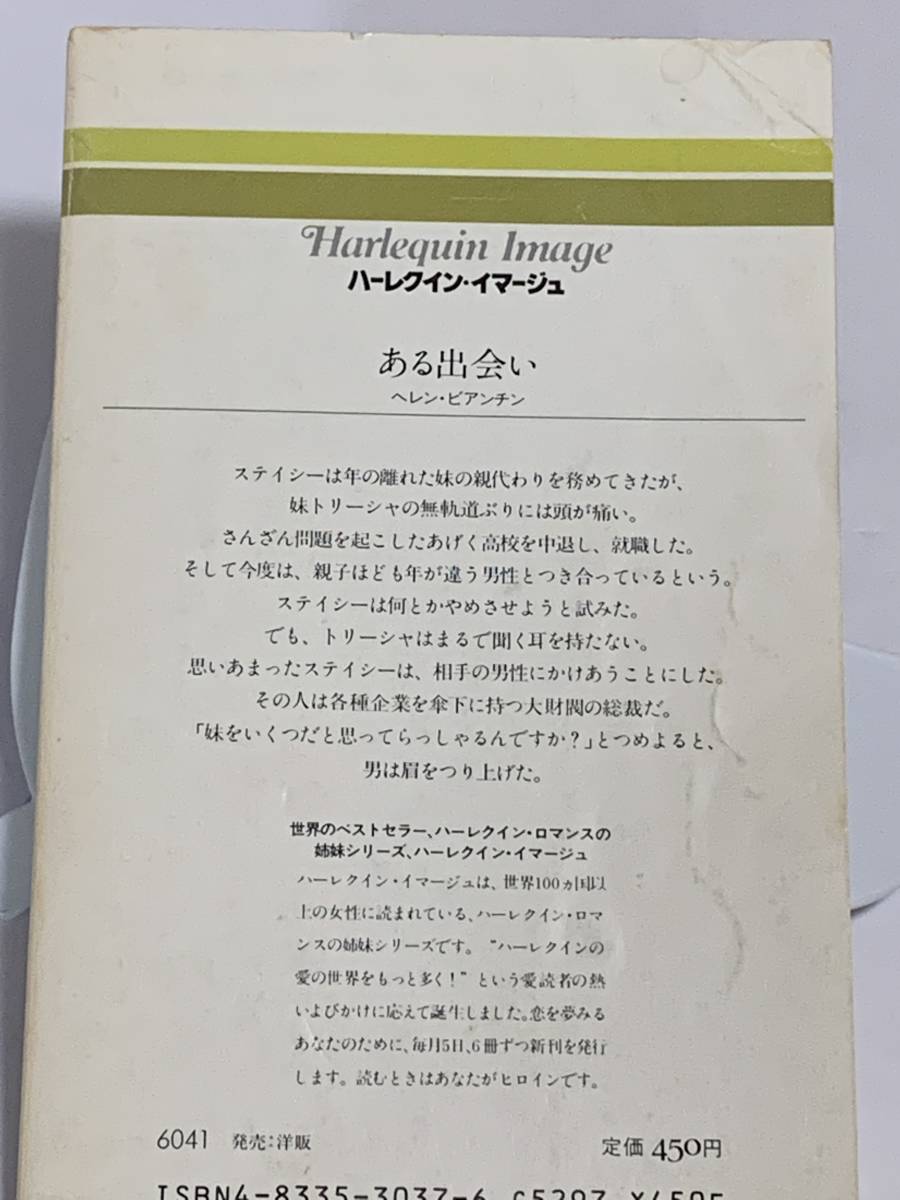 Harlequin Image
ハーレクイン・イマージュ
ある出会い
ヘレン・ビアンチン
ステイシーは年の離れた妹の親代わりを務めてきたが、
妹トリーシャの無軌道ぶりには頭が痛い。
さんざん問題を起こしたあげく高校を中退し、就職した。
そして今度は、親子ほども年が違う男性とつき合っているという。
ステイシーは何とかやめさせようと試みた。
でも、トリーシャはまるで聞く耳を持たない。
思いあまったステイシーは、相手の男性にかけあうことにした。
その人は各種企業を傘下に持つ大財閥の総裁だ。
「妹をいくつだと思ってらっしゃるんですか？」とつめよると、
男は眉をつり上げた。
世界のベストセラー、ハーレクイン・ロマンスの
姉妹シリーズ、ハーレクイン・イマージュ
ハーレクイン・イマージュは、世界100ヵ国以
上の女性に読まれている、ハーレクイン・ロマ
ンスの姉妹シリーズです。“ハーレクインの
愛の世界をもっと多く！”という愛読者の熱
いよびかけに応えて誕生しました。恋を夢みる
あなたのために、毎月5日、6冊ずつ新刊を発行
します。読むときはあなたがヒロインです。
6041 発売：洋販 定価 450円
ISBN4-8335-3037-6 C5297 ¥450E